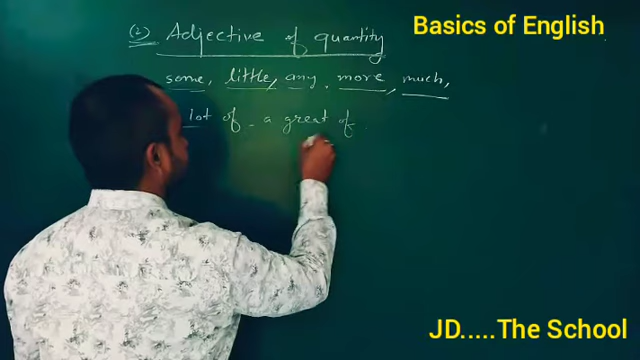 Basics of English
(2) Adjective of quantity
some, little, any, more, much,
lot of - a great of
JD.....The School